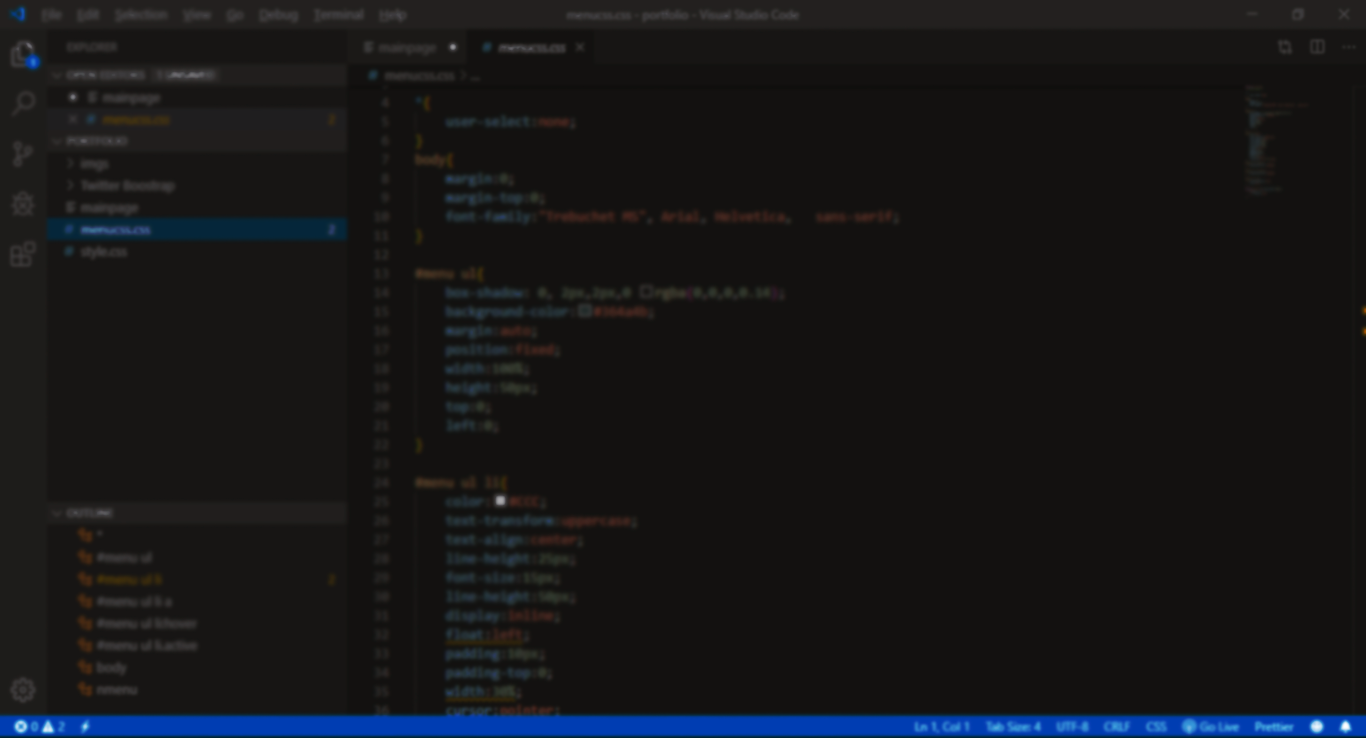 File Edit Selection View Go Debug Terminal Help
menucss.css - portfolio - Visual Studio Code
EXPLORER
OPEN EDITORS 1 UNSAVED
mainpage
menucss.css 2
PORTFOLIO
imgs
Twitter Boostrap
mainpage
menucss.css 2
style.css
OUTLINE
*
#menu ul
#menu ul li 2
#menu ul li a
#menu ul li:hover
#menu ul li.active
body
nmenu
mainpage
menucss.css
menucss.css > ...
4 *{
5 user-select:none;
6 }
7 body{
8 margin:0;
9 margin-top:0;
10 font-family:"Trebuchet MS", Arial, Helvetica, sans-serif;
11 }
12
13 #menu ul{
14 box-shadow: 0, 2px,2px,0 rgba(0,0,0,0.14);
15 background-color:
16 margin:auto;
17 position:fixed;
18 width:100%;
19 height:50px;
20 top:0;
21 left:0;
22 }
23
24 #menu ul li{
25 color: #CCC;
26 text-transform:uppercase;
27 text-align:center;
28 line-height:25px;
29 font-size:15px;
30 line-height:50px;
31 display:inline;
32 float:left;
33 padding:10px;
34 padding-top:0;
35 width:30%;
36 cursor:pointer;
0 2
Ln 1, Col 1 Tab Size: 4 UTF-8 CRLF CSS Go Live Prettier